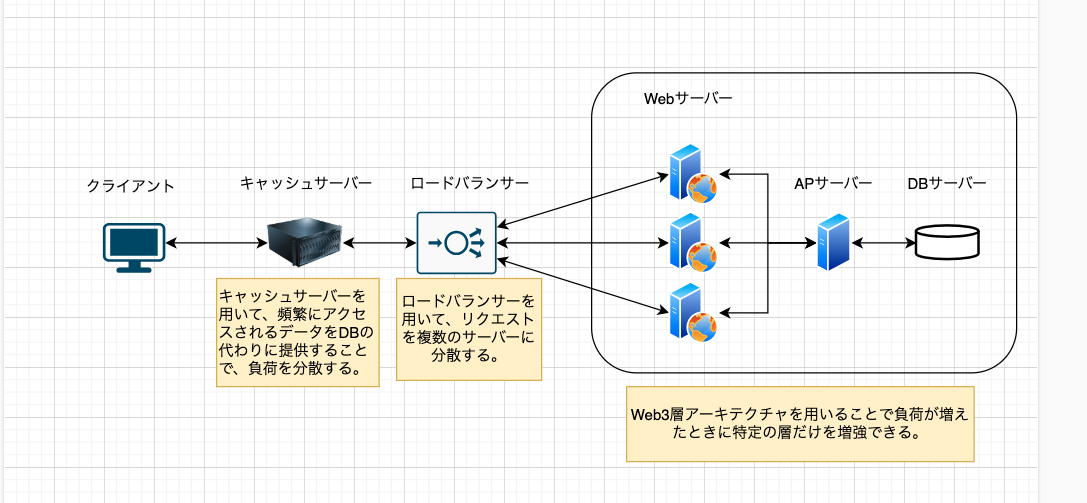 Webサーバー
クライアント
キャッシュサーバー
ロードバランサー
APサーバー
DBサーバー
キャッシュサーバーを
用いて、頻繁にアクセ
スされるデータをDBの
代わりに提供すること
で、負荷を分散する。
ロードバランサーを
用いて、リクエスト
を複数のサーバーに
分散する。
Web3層アーキテクチャを用いることで負荷が増え
たときに特定の層だけを増強できる。